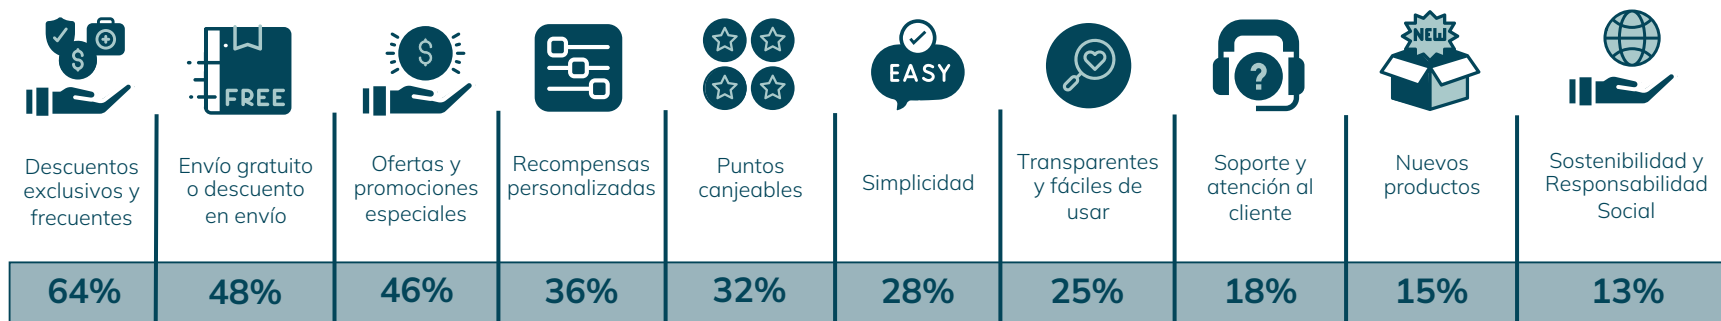 FREE
EASY
NEW
Descuentos
exclusivos y
frecuentes
Envío gratuito
o descuento
en envío
Ofertas y
promociones
especiales
Recompensas
personalizadas
Puntos
canjeables
Simplicidad
Transparentes
y fáciles de
usar
Soporte y
atención al
cliente
Nuevos
productos
Sostenibilidad y
Responsabilidad
Social
64%
48%
46%
36%
32%
28%
25%
18%
15%
13%